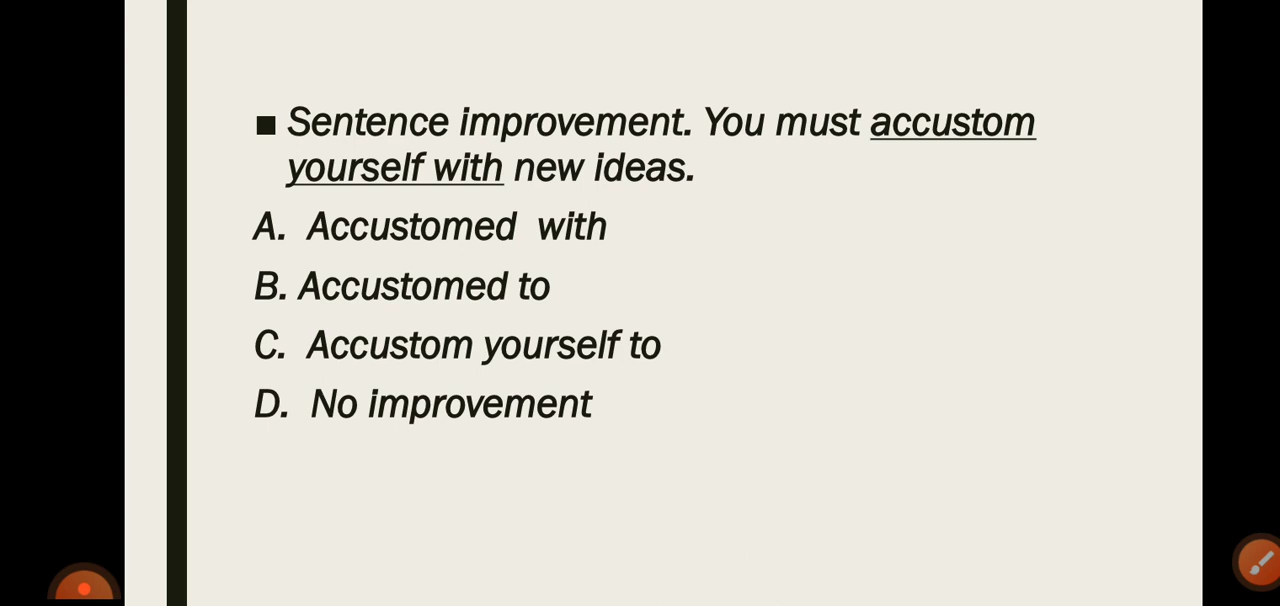 ■ Sentence improvement. You must accustom
yourself with new ideas.
A. Accustomed with
B. Accustomed to
C. Accustom yourself to
D. No improvement